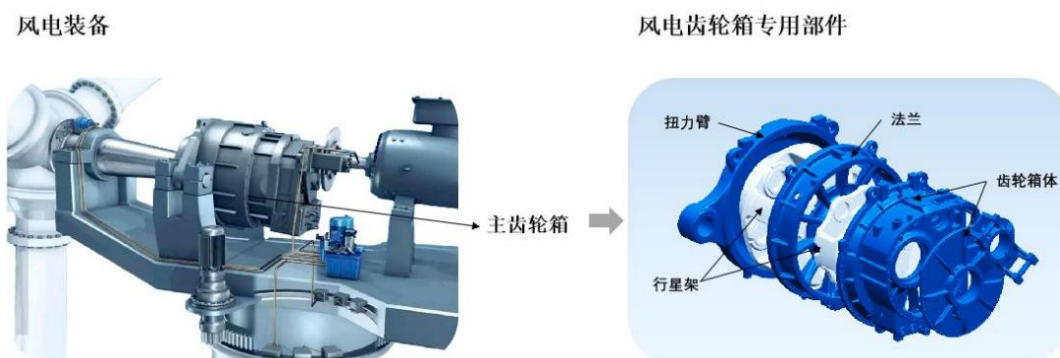 风电装备
风电齿轮箱专用部件
主齿轮箱
扭力臂
法兰
齿轮箱体
行星架